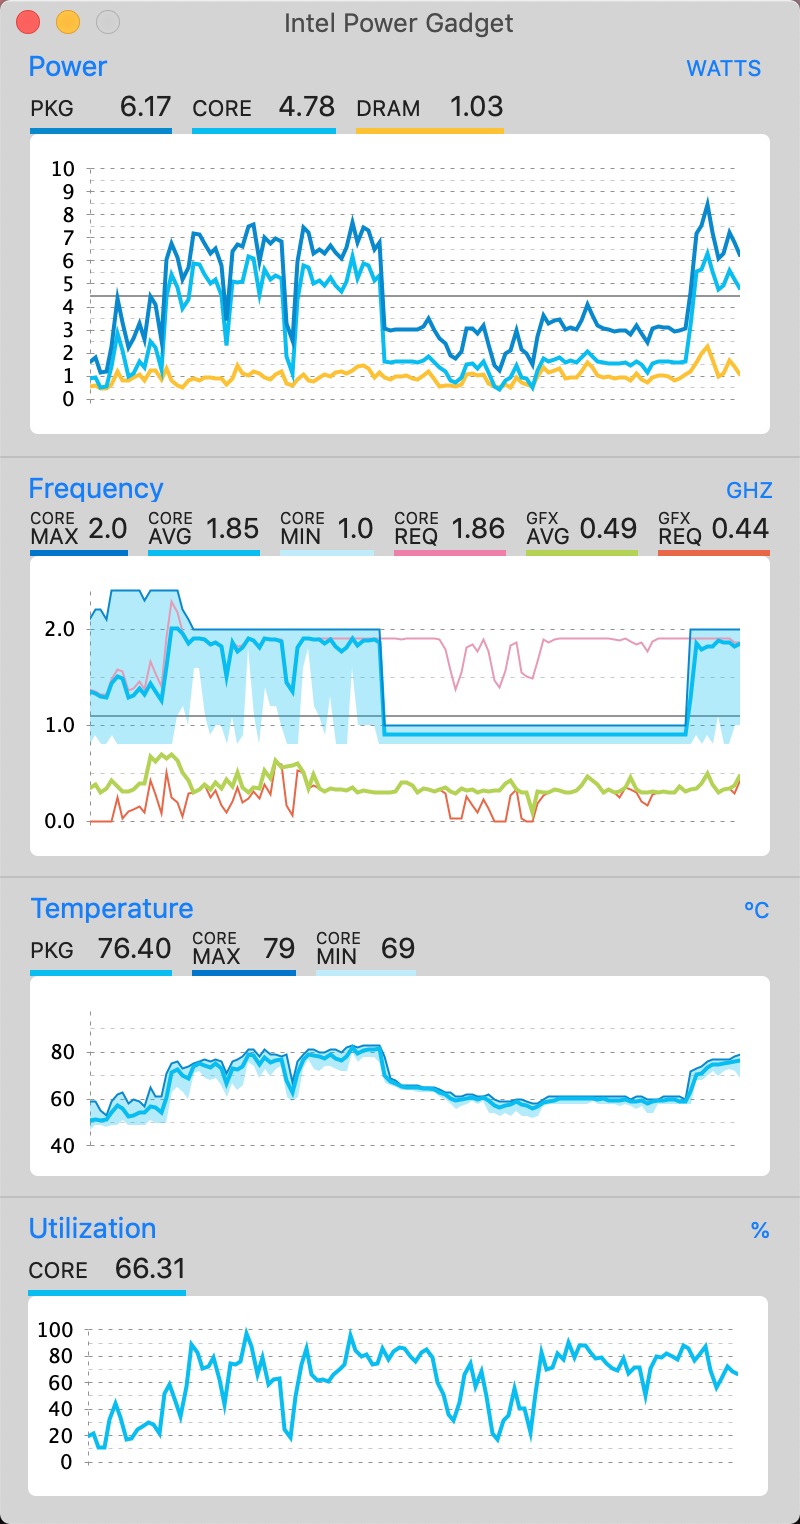 Intel Power Gadget
Power WATTS
PKG 6.17 CORE 4.78 DRAM 1.03
10
9
8
7
6
5
4
3
2
1
0
Frequency GHZ
CORE MAX 2.0 CORE AVG 1.85 CORE MIN 1.0 CORE REQ 1.86 GFX AVG 0.49 GFX REQ 0.44
2.0
1.0
0.0
Temperature ºC
PKG 76.40 CORE MAX 79 CORE MIN 69
80
60
40
Utilization %
CORE 66.31
100
80
60
40
20
0